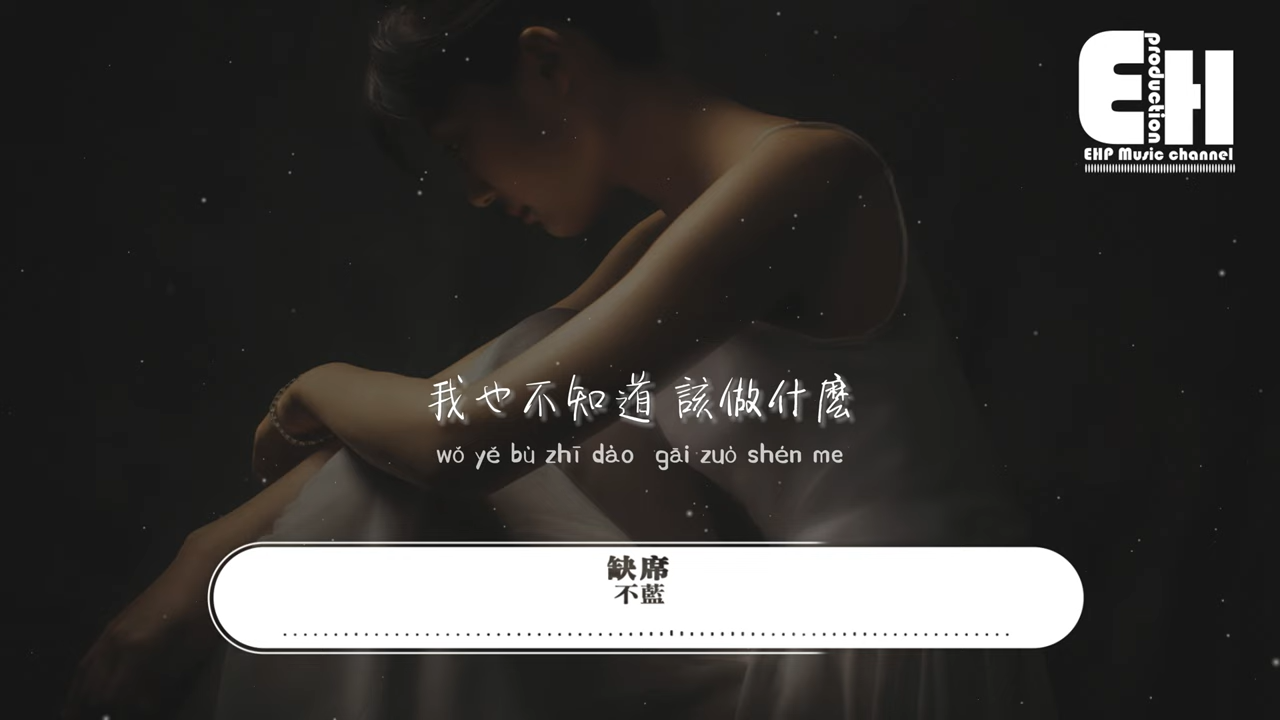 EH
production
EHP Music channel
我也不知道 該做什麼
wǒ yě bù zhī dào gāi zuò shén me
缺席
不藍